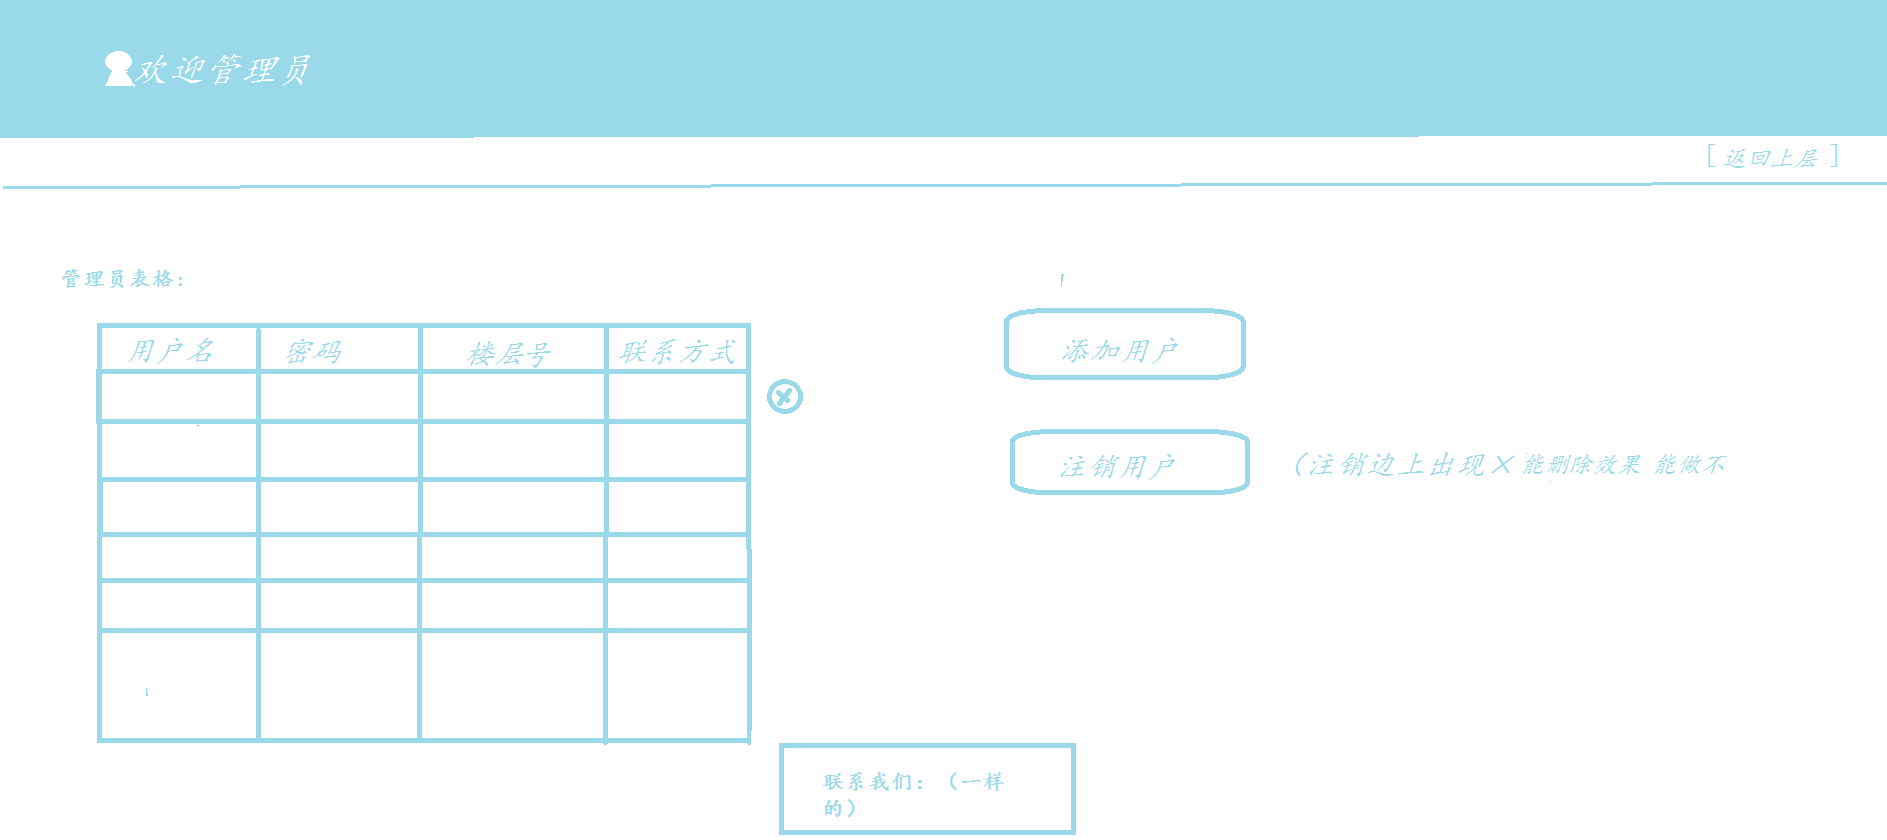 欢迎管理员
[返回上层]
管理员表格：
用户名 密码 楼层号 联系方式
添加用户
注销用户 （注销边上出现×能删除效果 能做不
联系我们：（一样
的）